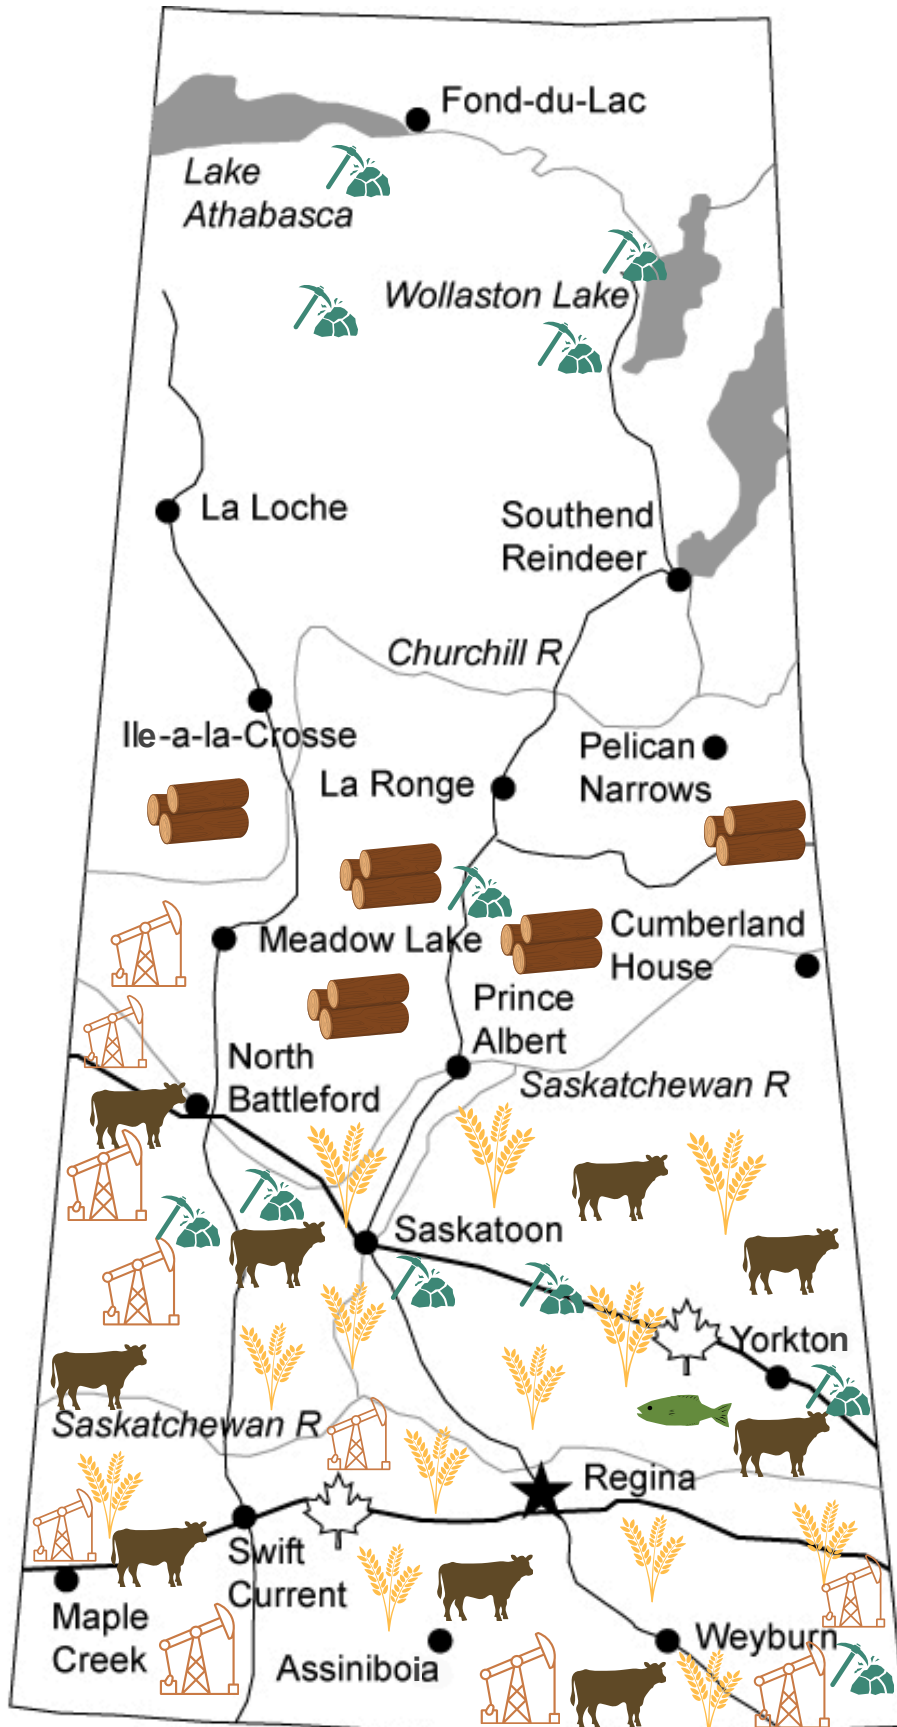 Fond-du-Lac
Lake
Athabasca
Wollaston Lake
La Loche
Southend
Reindeer
Churchill R
Ile-a-la-Crosse
Pelican
Narrows
La Ronge
Cumberland
House
Meadow Lake
Prince
Albert
North
Battleford
Saskatchewan R
Saskatoon
Yorkton
Saskatchewan R
Regina
Swift
Current
Maple
Creek
Weyburn
Assiniboia